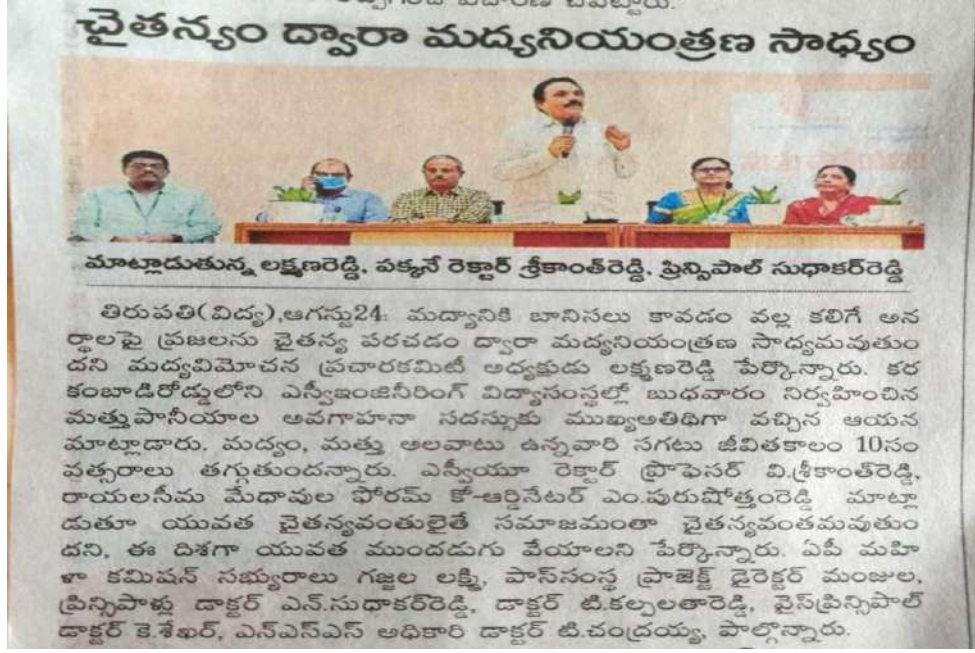 చైతన్యం ద్వారా మద్యనియంత్రణ సాధ్యం
మాట్లాడుతున్న లక్ష్మణరెడ్డి, పక్కనే రెక్టార్ శ్రీకాంత్‌రెడ్డి, ప్రిన్సిపాల్ సుధాకర్‌రెడ్డి
తిరుపతి(విద్య),ఆగస్టు24: మద్యానికి బానిసలు కావడం వల్ల కలిగే అన
ర్థాలపై ప్రజలను చైతన్య పరచడం ద్వారా మద్యనియంత్రణ సాధ్యమవుతుం
దని మద్యవిమోచన ప్రచారకమిటీ అధ్యక్షుడు లక్ష్మణరెడ్డి పేర్కొన్నారు. కర
కంబాడిరోడ్డులోని ఎస్వీఇంజినీరింగ్ విద్యాసంస్థల్లో బుధవారం నిర్వహించిన
మత్తుపానీయాల అవగాహనా సదస్సుకు ముఖ్యఅతిథిగా వచ్చిన ఆయన
మాట్లాడారు. మద్యం, మత్తు అలవాటు ఉన్నవారి సగటు జీవితకాలం 10సం
వత్సరాలు తగ్గుతుందన్నారు. ఎస్వీయూ రెక్టార్ ప్రొఫెసర్ వి.శ్రీకాంత్‌రెడ్డి,
రాయలసీమ మేధావుల ఫోరమ్ కో-ఆర్డినేటర్ ఎం.పురుషోత్తంరెడ్డి మాట్లా
డుతూ యువత చైతన్యవంతులైతే సమాజమంతా చైతన్యవంతమవుతుం
దని, ఈ దిశగా యువత ముందడుగు వేయాలని పేర్కొన్నారు. ఏపీ మహి
ళా కమిషన్ సభ్యురాలు గజ్జల లక్ష్మి, పాస్‌సంస్థ ప్రాజెక్ట్ డైరెక్టర్ మంజుల,
ప్రిన్సిపాళ్లు డాక్టర్ ఎన్.సుధాకర్‌రెడ్డి, డాక్టర్ టి.కల్పలతారెడ్డి, వైస్‌ప్రిన్సిపాల్
డాక్టర్ కె.శేఖర్, ఎన్ఎస్ఎస్ అధికారి డాక్టర్ టి.చంద్రయ్య, పాల్గొన్నారు.